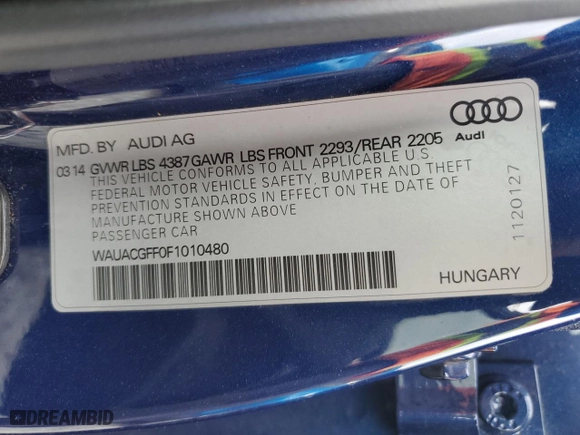 MFD. BY AUDI AG
Audi
0314 GVWR LBS 4387 GAWR LBS FRONT 2293/REAR 2205
THIS VEHICLE CONFORMS TO ALL APPLICABLE U.S.
FEDERAL MOTOR VEHICLE SAFETY, BUMPER AND THEFT
PREVENTION STANDARDS IN EFFECT ON THE DATE OF
MANUFACTURE SHOWN ABOVE
PASSENGER CAR
WAUACGFF0F1010480
1120127
HUNGARY
DREAMBID